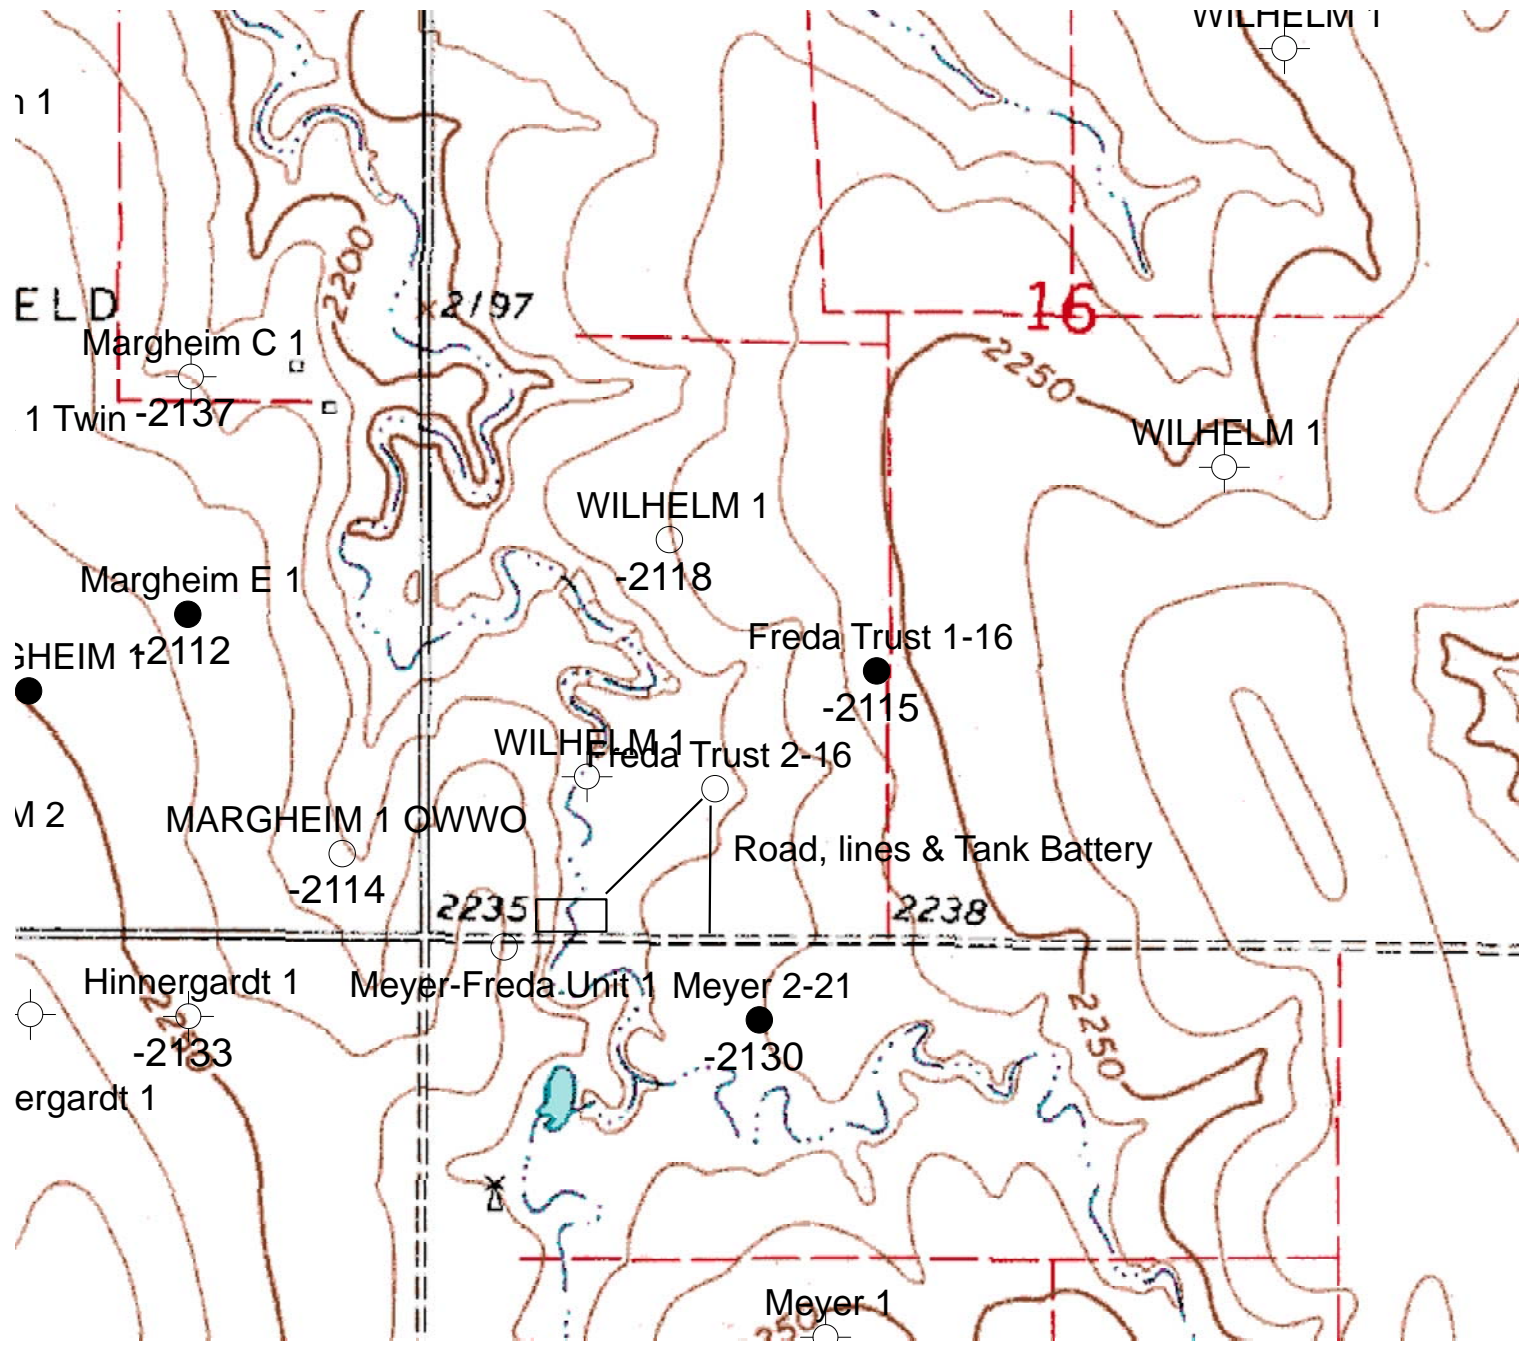 WILHELM 1
1
ELD
2200
2197
16
Margheim C 1
2250
1 Twin
-2137
WILHELM 1
WILHELM 1
-2118
Margheim E 1
-2112
GHEIM 1
Freda Trust 1-16
-2115
WILHELM 1
Freda Trust 2-16
M 2
MARGHEIM 1 OWWO
-2114
Road, lines & Tank Battery
2235
2238
Hinnergardt 1
Meyer-Freda Unit 1
Meyer 2-21
2250
-2133
-2130
2250
ergardt 1
Meyer 1
250